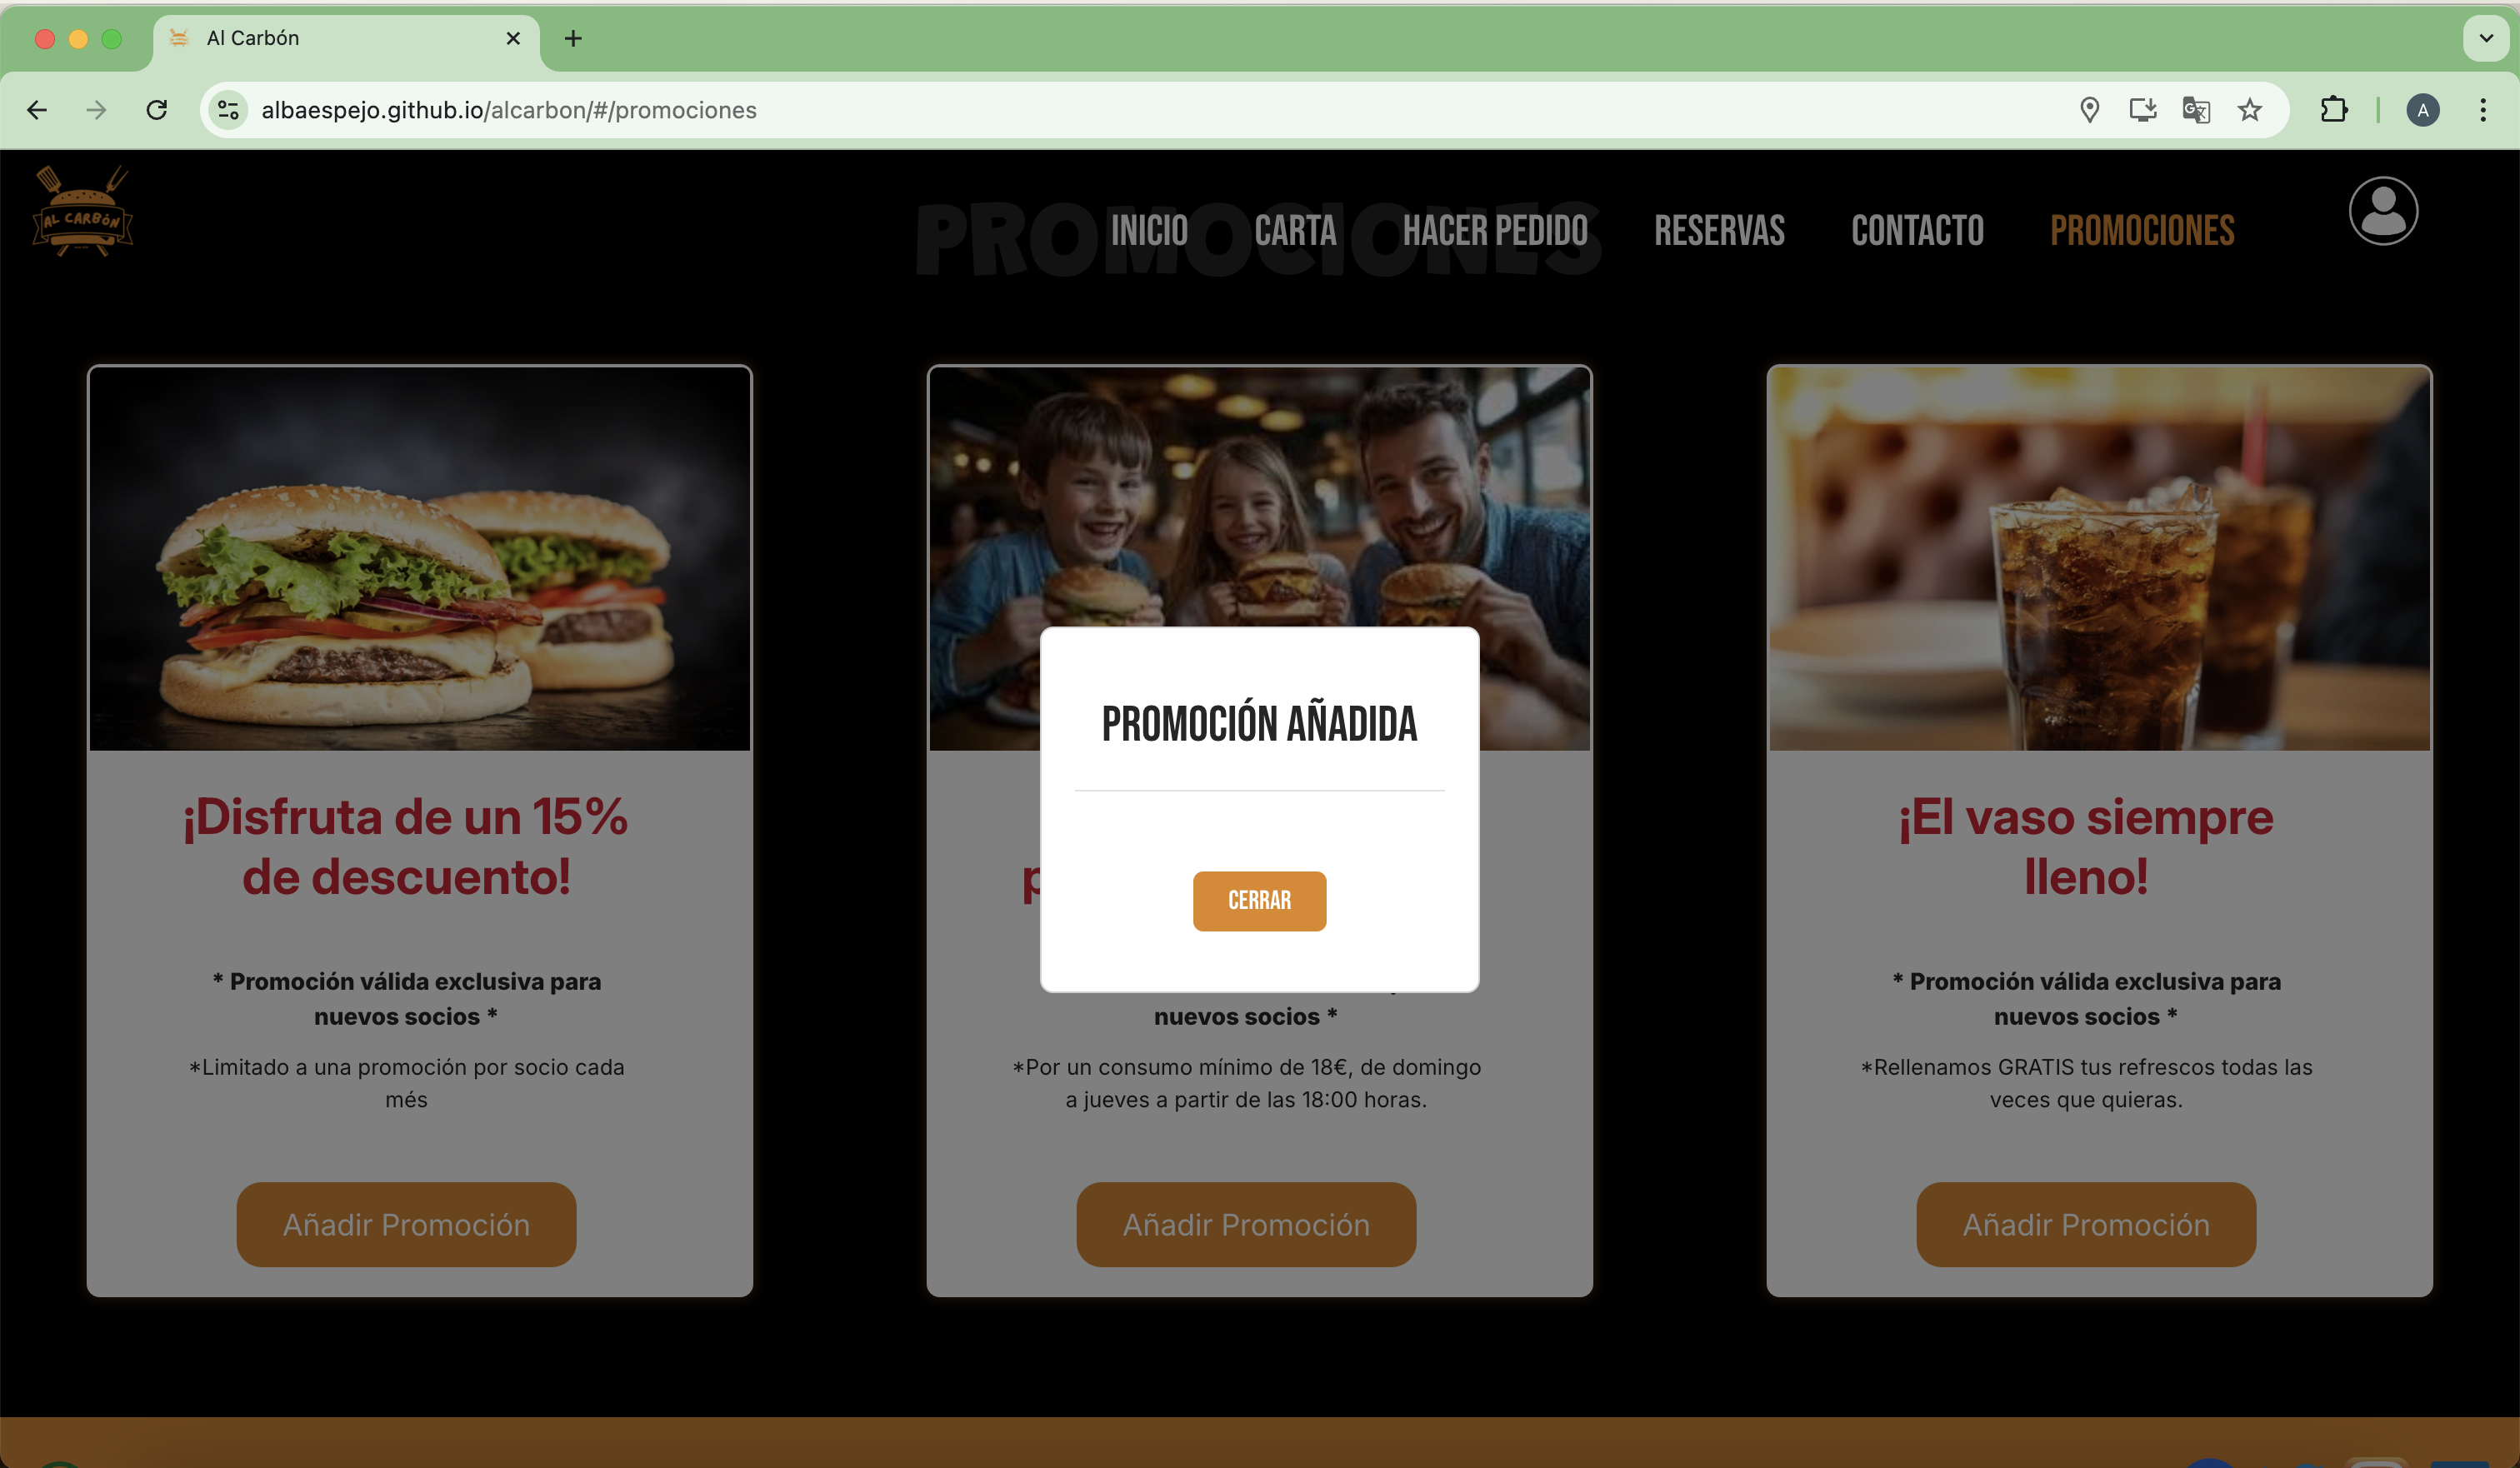 Al Carbón
albaespejo.github.io/alcarbon/#/promociones
A
AL CARBóN
PROMOCIONES
INICIO CARTA HACER PEDIDO RESERVAS CONTACTO PROMOCIONES
¡Disfruta de un 15%
de descuento!
* Promoción válida exclusiva para
nuevos socios *
*Limitado a una promoción por socio cada
més
Añadir Promoción
PROMOCIÓN AÑADIDA
CERRAR
nuevos socios *
*Por un consumo mínimo de 18€, de domingo
a jueves a partir de las 18:00 horas.
Añadir Promoción
¡El vaso siempre
lleno!
* Promoción válida exclusiva para
nuevos socios *
*Rellenamos GRATIS tus refrescos todas las
veces que quieras.
Añadir Promoción